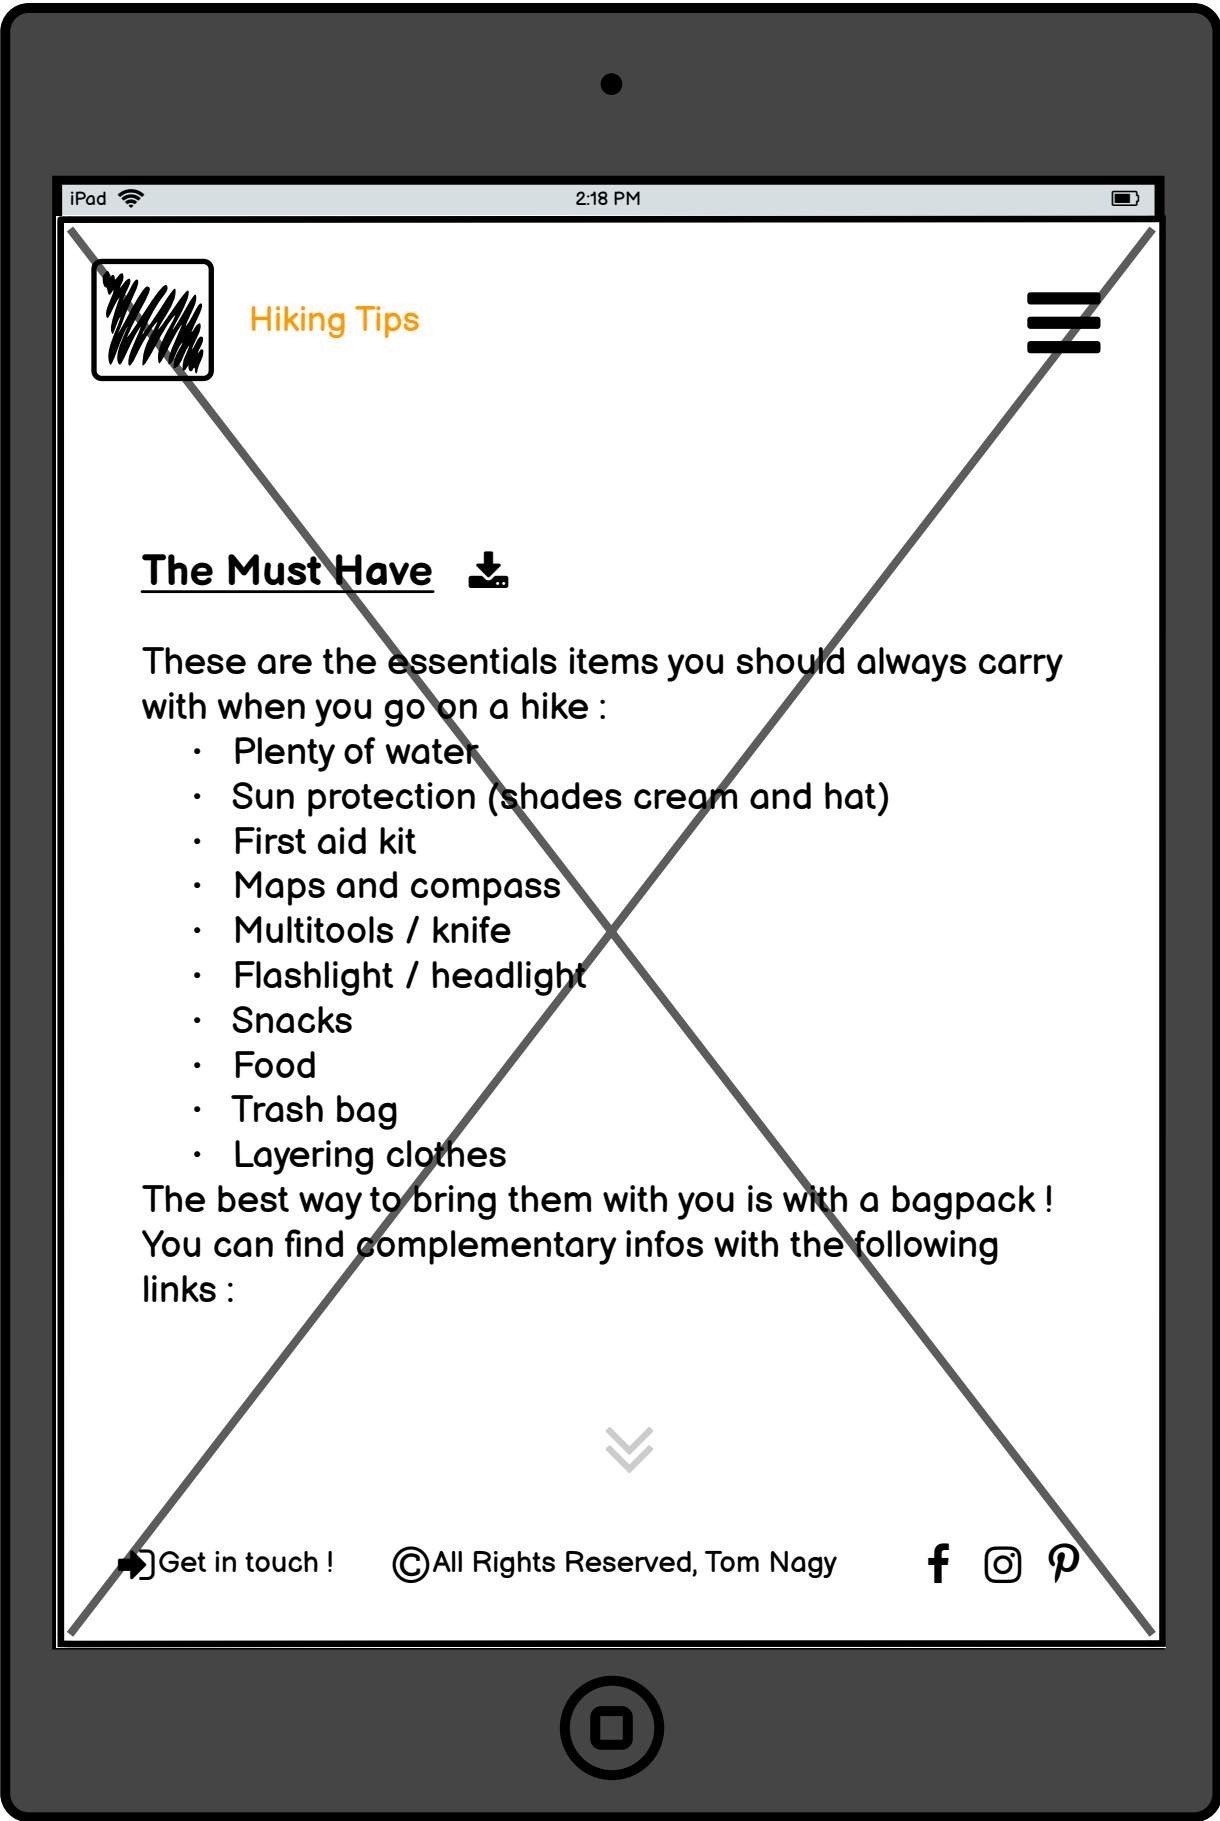 iPad
2:18 PM
Hiking Tips
The Must Have
These are the essentials items you should always carry
with when you go on a hike :
· Plenty of water
· Sun protection (shades cream and hat)
· First aid kit
· Maps and compass
· Multitools / knife
· Flashlight / headlight
· Snacks
· Food
· Trash bag
· Layering clothes
The best way to bring them with you is with a bagpack !
You can find complementary infos with the following
links :
Get in touch ! ©All Rights Reserved, Tom Nagy